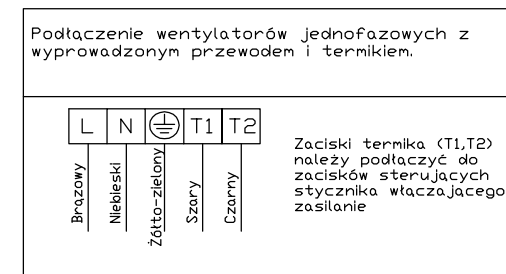 Podłączenie wentylatorów jednofazowych z
wyprowadzonym przewodem i termikiem.
L N T1 T2
Brązowy
Niebieski
Żółto-zielony
Szary
Czarny
Zaciski termika (T1,T2)
należy podłączyć do
zacisków sterujących
stycznika włączającego
zasilanie